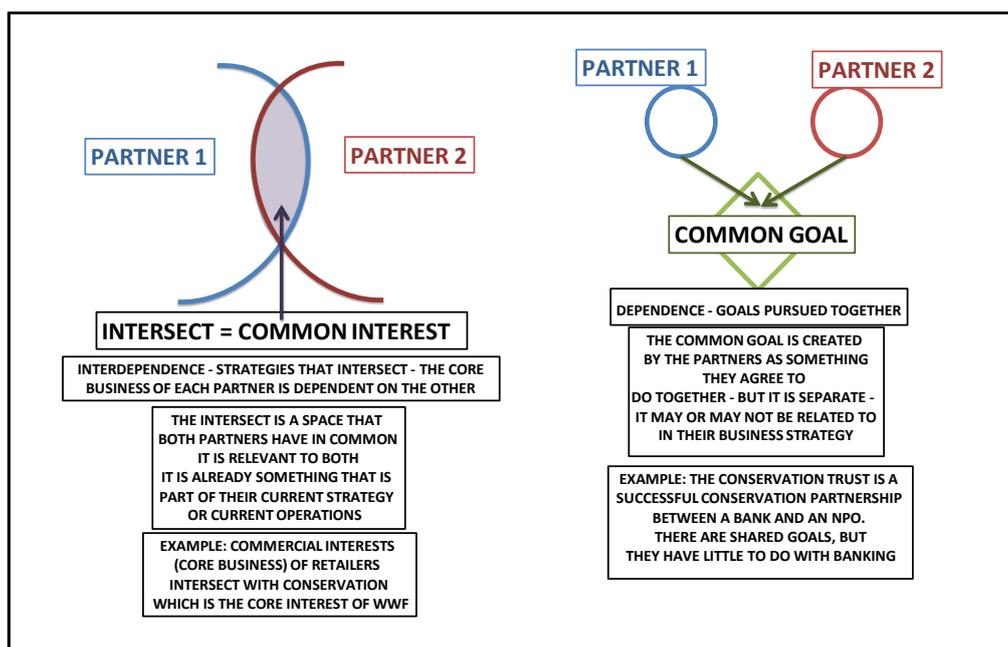 PARTNER 1
PARTNER 2
INTERSECT = COMMON INTEREST
INTERDEPENDENCE - STRATEGIES THAT INTERSECT - THE CORE
BUSINESS OF EACH PARTNER IS DEPENDENT ON THE OTHER
THE INTERSECT IS A SPACE THAT
BOTH PARTNERS HAVE IN COMMON
IT IS RELEVANT TO BOTH
IT IS ALREADY SOMETHING THAT IS
PART OF THEIR CURRENT STRATEGY
OR CURRENT OPERATIONS
EXAMPLE: COMMERCIAL INTERESTS
(CORE BUSINESS) OF RETAILERS
INTERSECT WITH CONSERVATION
WHICH IS THE CORE INTEREST OF WWF
PARTNER 1
PARTNER 2
COMMON GOAL
DEPENDENCE - GOALS PURSUED TOGETHER
THE COMMON GOAL IS CREATED
BY THE PARTNERS AS SOMETHING
THEY AGREE TO
DO TOGETHER - BUT IT IS SEPARATE -
IT MAY OR MAY NOT BE RELATED TO
IN THEIR BUSINESS STRATEGY
EXAMPLE: THE CONSERVATION TRUST IS A
SUCCESSFUL CONSERVATION PARTNERSHIP
BETWEEN A BANK AND AN NPO.
THERE ARE SHARED GOALS, BUT
THEY HAVE LITTLE TO DO WITH BANKING